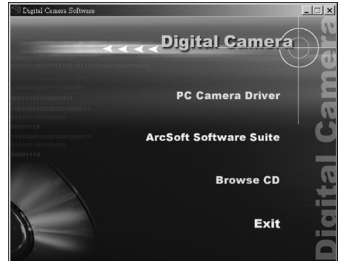 Digital Camera Software
Digital Camera
PC Camera Driver
ArcSoft Software Suite
Browse CD
Exit
Digital Camera